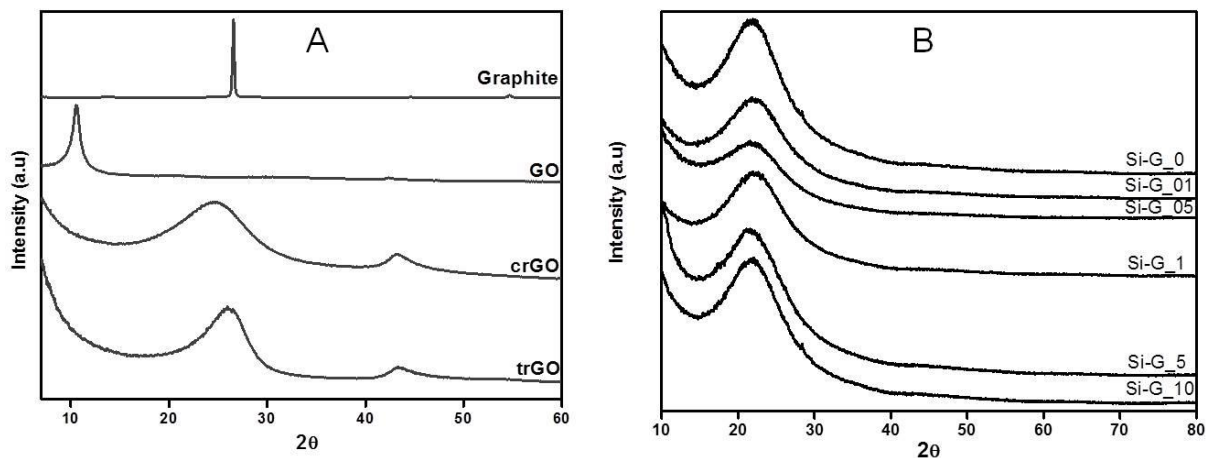 A
Graphite
GO
crGO
trGO
Intensity (a.u)
10 20 30 40 50 60
2θ
B
Si-G_0
Si-G_01
Si-G_05
Si-G_1
Si-G_5
Si-G_10
Intensity (a.u)
10 20 30 40 50 60 70 80
2θ